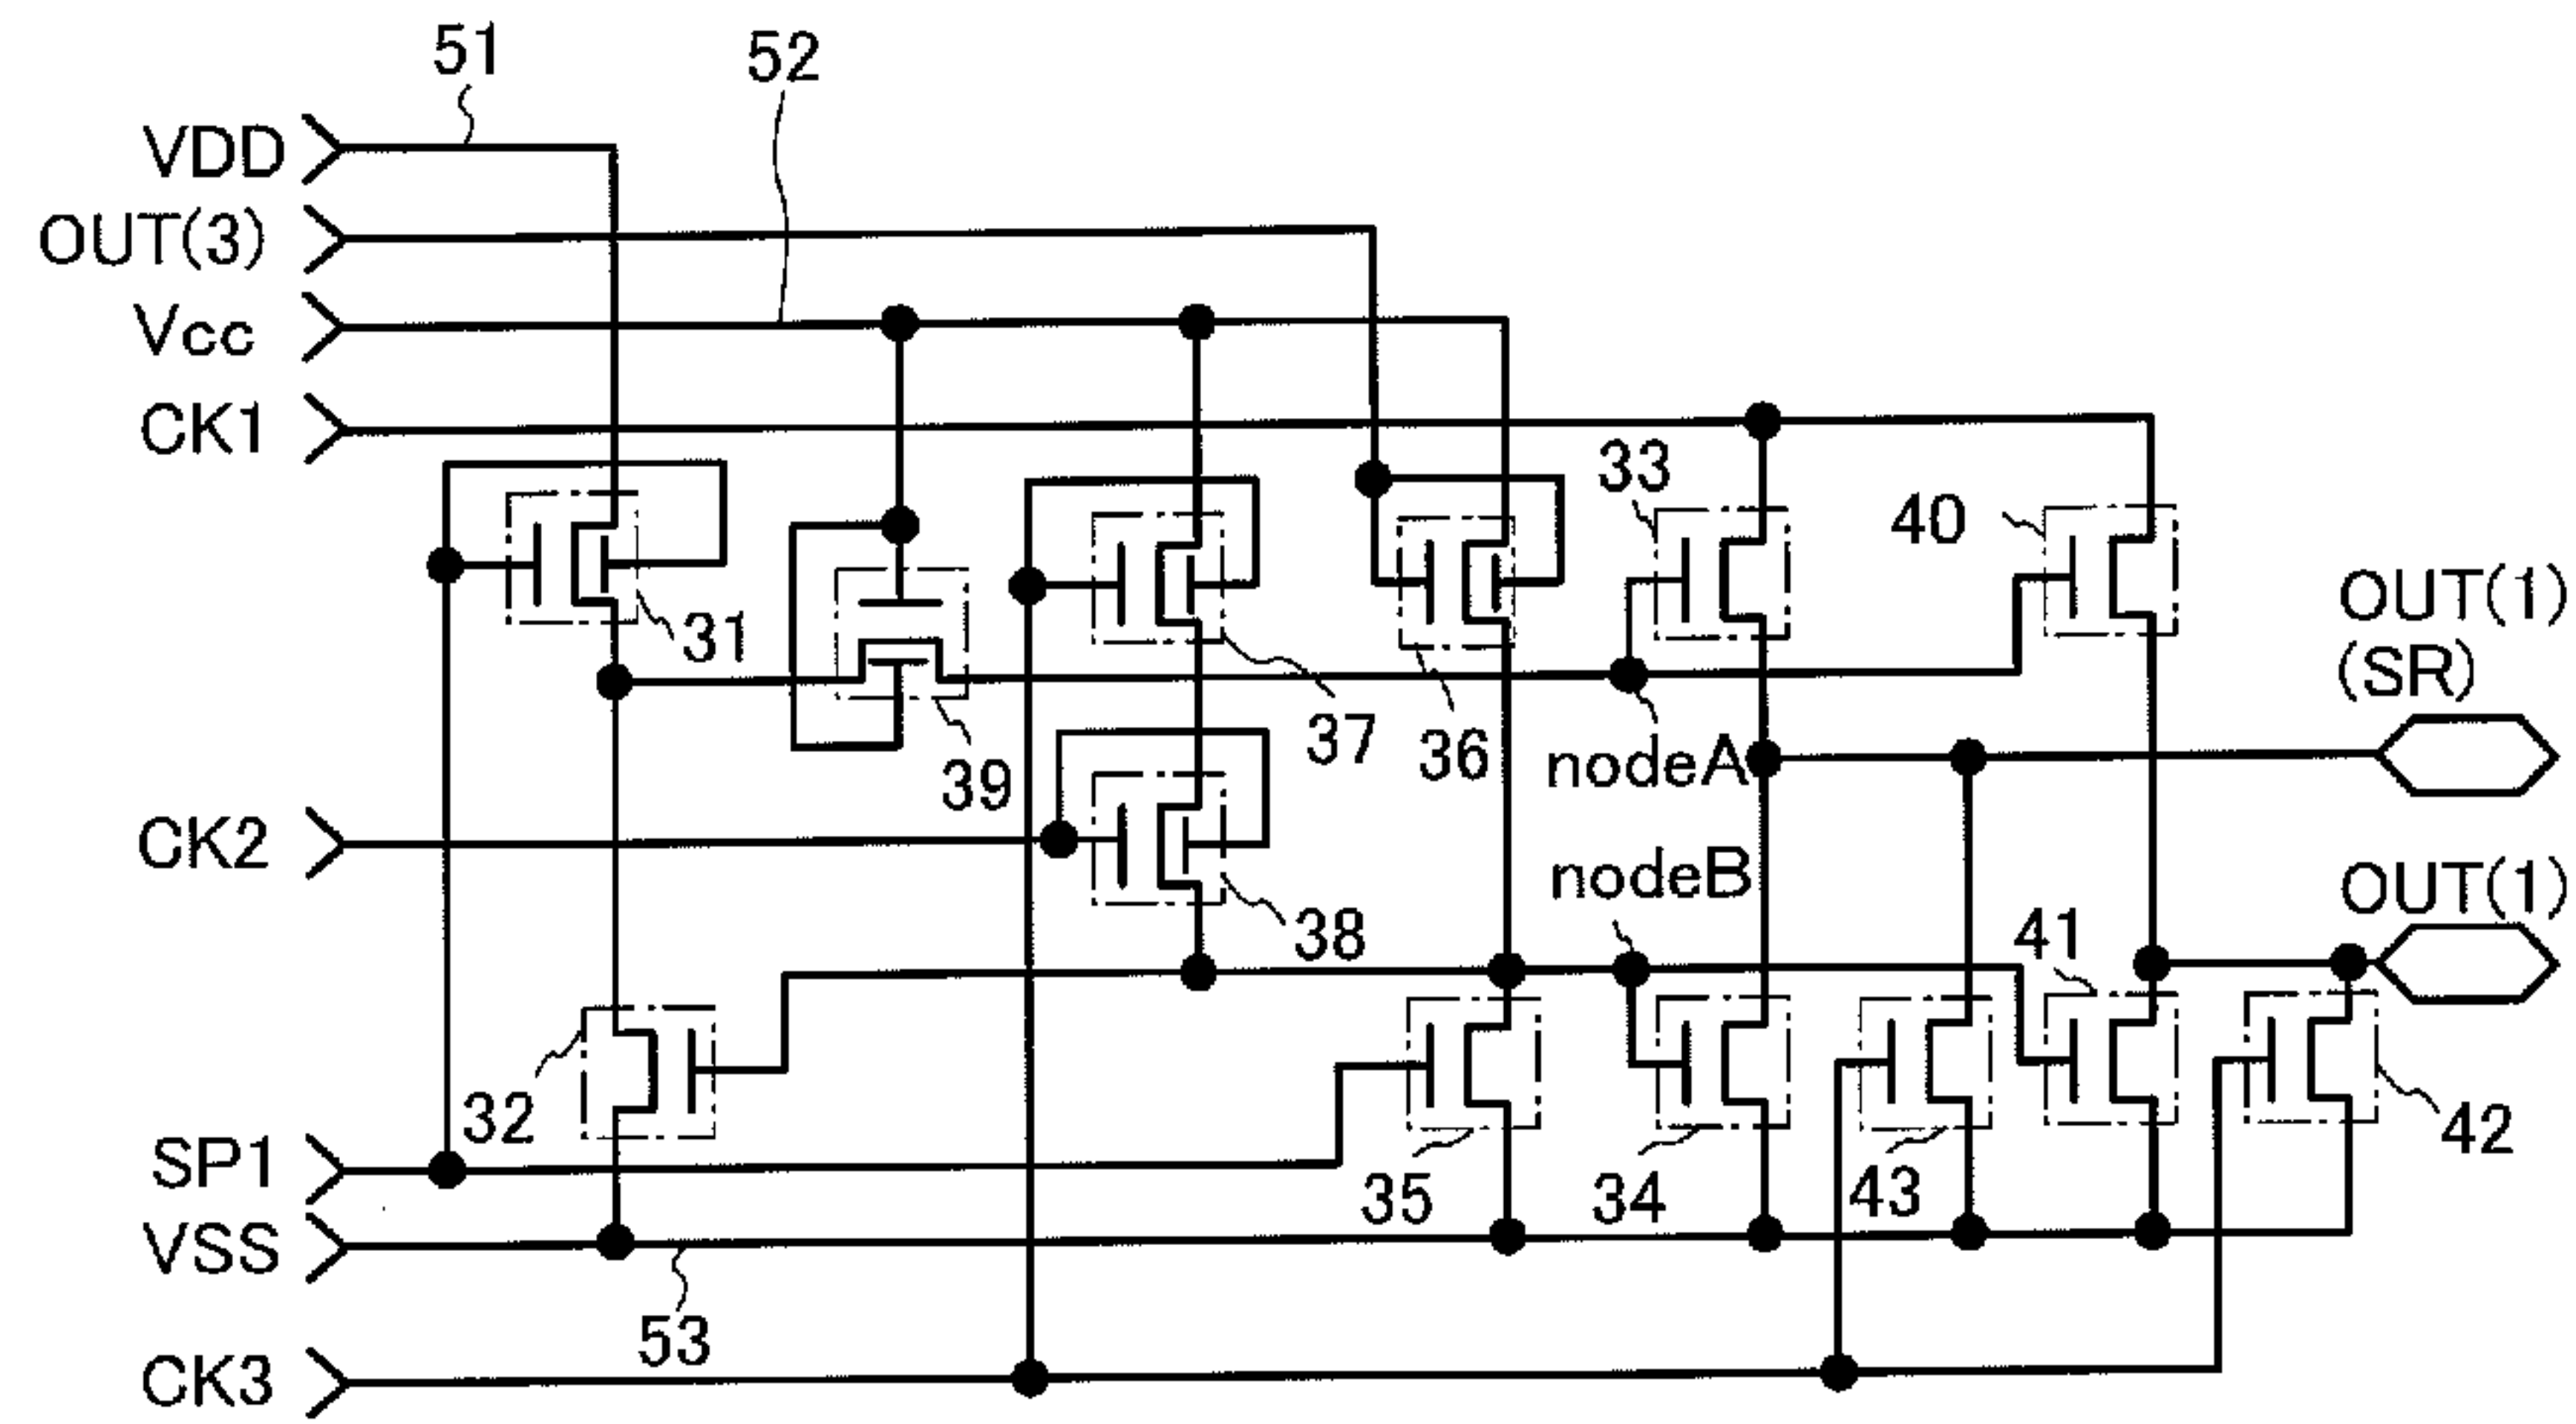 51
52
VDD
OUT(3)
Vcc
CK1
33
40
OUT(1)
(SR)
31
37
36
nodeA
39
CK2
nodeB
OUT(1)
38
41
32
SP1
35
34
43
42
VSS
53
CK3